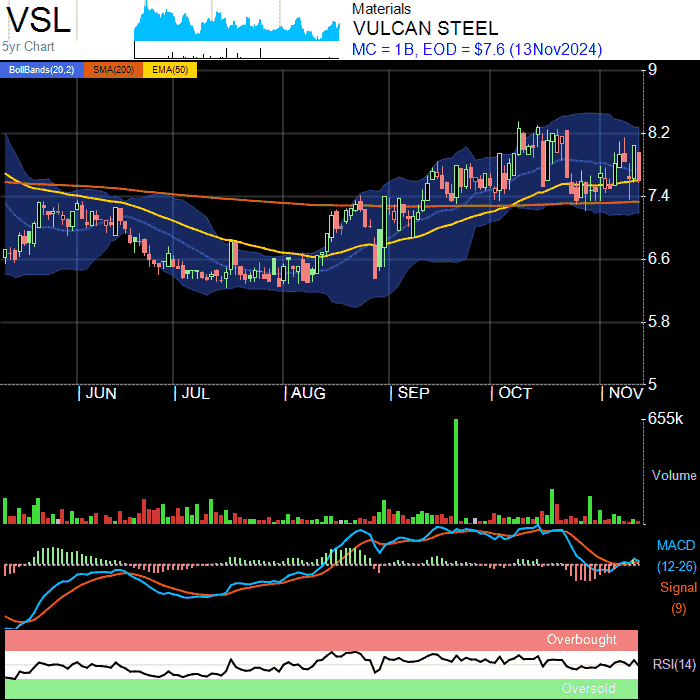 VSL
5yr Chart
Materials
VULCAN STEEL
MC = 1B, EOD = $7.6 (13Nov2024)
BollBands(20,2) SMA(200) EMA(50)
9
8.2
7.4
6.6
5.8
5
| JUN | JUL | AUG | SEP | OCT | NOV
655k
Volume
MACD
(12-26)
Signal
(9)
Overbought
RSI(14)
Oversold